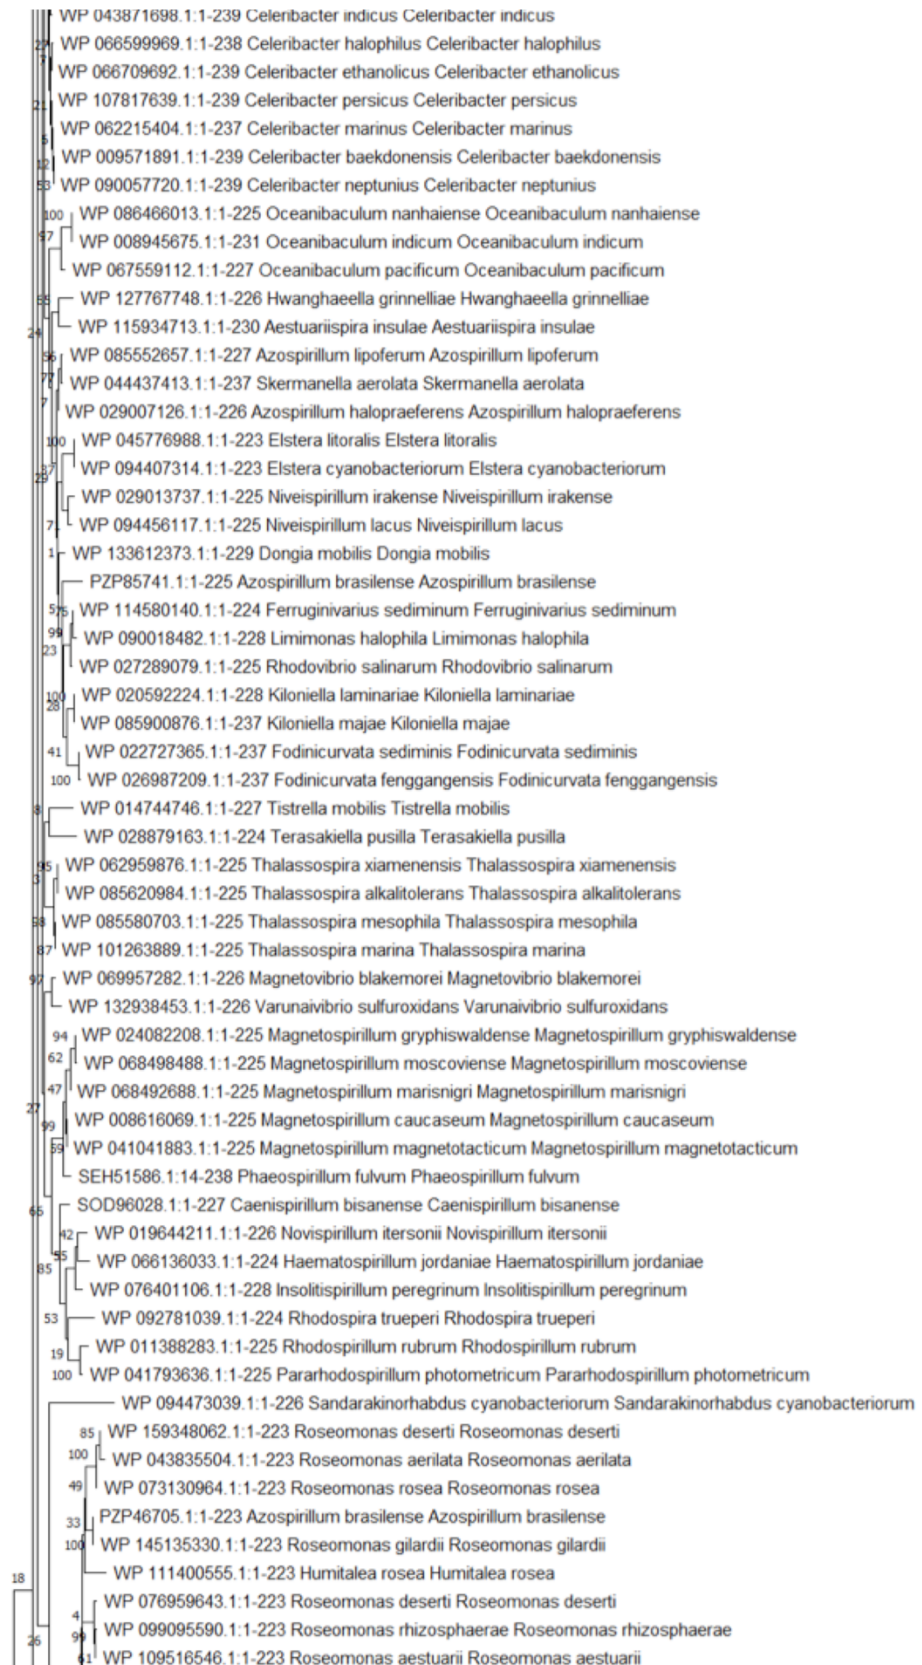 WP 043871698.1:1-239 Celeribacter indicus Celeribacter indicus
WP 066599969.1:1-238 Celeribacter halophilus Celeribacter halophilus
WP 066709692.1:1-239 Celeribacter ethanolicus Celeribacter ethanolicus
WP 107817639.1:1-239 Celeribacter persicus Celeribacter persicus
WP 062215404.1:1-237 Celeribacter marinus Celeribacter marinus
WP 009571891.1:1-239 Celeribacter baekdonensis Celeribacter baekdonensis
53 WP 090057720.1:1-239 Celeribacter neptunius Celeribacter neptunius
100 WP 086466013.1:1-225 Oceanibaculum nanhaiense Oceanibaculum nanhaiense
WP 008945675.1:1-231 Oceanibaculum indicum Oceanibaculum indicum
WP 067559112.1:1-227 Oceanibaculum pacificum Oceanibaculum pacificum
WP 127767748.1:1-226 Hwanghaeella grinnelliae Hwanghaeella grinnelliae
24 WP 115934713.1:1-230 Aestuariispira insulae Aestuariispira insulae
WP 085552657.1:1-227 Azospirillum lipoferum Azospirillum lipoferum
77 WP 044437413.1:1-237 Skermanella aerolata Skermanella aerolata
7 WP 029007126.1:1-226 Azospirillum halopraeferens Azospirillum halopraeferens
100 WP 045776988.1:1-223 Elstera litoralis Elstera litoralis
WP 094407314.1:1-223 Elstera cyanobacteriorum Elstera cyanobacteriorum
WP 029013737.1:1-225 Niveispirillum irakense Niveispirillum irakense
7 WP 094456117.1:1-225 Niveispirillum lacus Niveispirillum lacus
1 WP 133612373.1:1-229 Dongia mobilis Dongia mobilis
PZP85741.1:1-225 Azospirillum brasilense Azospirillum brasilense
WP 114580140.1:1-224 Ferruginivarius sediminum Ferruginivarius sediminum
99 WP 090018482.1:1-228 Limimonas halophila Limimonas halophila
23 WP 027289079.1:1-225 Rhodovibrio salinarum Rhodovibrio salinarum
100 WP 020592224.1:1-228 Kiloniella laminariae Kiloniella laminariae
28 WP 085900876.1:1-237 Kiloniella majae Kiloniella majae
41 WP 022727365.1:1-237 Fodinicurvata sediminis Fodinicurvata sediminis
100 WP 026987209.1:1-237 Fodinicurvata fenggangensis Fodinicurvata fenggangensis
8 WP 014744746.1:1-227 Tistrella mobilis Tistrella mobilis
WP 028879163.1:1-224 Terasakiella pusilla Terasakiella pusilla
95 WP 062959876.1:1-225 Thalassospira xiamenensis Thalassospira xiamenensis
3 WP 085620984.1:1-225 Thalassospira alkalitolerans Thalassospira alkalitolerans
WP 085580703.1:1-225 Thalassospira mesophila Thalassospira mesophila
87 WP 101263889.1:1-225 Thalassospira marina Thalassospira marina
97 WP 069957282.1:1-226 Magnetovibrio blakemorei Magnetovibrio blakemorei
WP 132938453.1:1-226 Varunaivibrio sulfuroxidans Varunaivibrio sulfuroxidans
94 WP 024082208.1:1-225 Magnetospirillum gryphiswaldense Magnetospirillum gryphiswaldense
62 WP 068498488.1:1-225 Magnetospirillum moscoviense Magnetospirillum moscoviense
47 WP 068492688.1:1-225 Magnetospirillum marisnigri Magnetospirillum marisnigri
27 99 WP 008616069.1:1-225 Magnetospirillum caucaseum Magnetospirillum caucaseum
59 WP 041041883.1:1-225 Magnetospirillum magnetotacticum Magnetospirillum magnetotacticum
SEH51586.1:14-238 Phaeospirillum fulvum Phaeospirillum fulvum
SOD96028.1:1-227 Caenispirillum bisanense Caenispirillum bisanense
42 WP 019644211.1:1-226 Novispirillum itersonii Novispirillum itersonii
85 55 WP 066136033.1:1-224 Haematospirillum jordaniae Haematospirillum jordaniae
WP 076401106.1:1-228 Insolitispirillum peregrinum Insolitispirillum peregrinum
53 WP 092781039.1:1-224 Rhodospira trueperi Rhodospira trueperi
19 WP 011388283.1:1-225 Rhodospirillum rubrum Rhodospirillum rubrum
100 WP 041793636.1:1-225 Pararhodospirillum photometricum Pararhodospirillum photometricum
WP 094473039.1:1-226 Sandarakinorhabdus cyanobacteriorum Sandarakinorhabdus cyanobacteriorum
85 WP 159348062.1:1-223 Roseomonas deserti Roseomonas deserti
100 WP 043835504.1:1-223 Roseomonas aerilata Roseomonas aerilata
49 WP 073130964.1:1-223 Roseomonas rosea Roseomonas rosea
33 PZP46705.1:1-223 Azospirillum brasilense Azospirillum brasilense
100 WP 145135330.1:1-223 Roseomonas gilardii Roseomonas gilardii
18 WP 111400555.1:1-223 Humitalea rosea Humitalea rosea
4 WP 076959643.1:1-223 Roseomonas deserti Roseomonas deserti
26 99 WP 099095590.1:1-223 Roseomonas rhizosphaerae Roseomonas rhizosphaerae
61 WP 109516546.1:1-223 Roseomonas aestuarii Roseomonas aestuarii